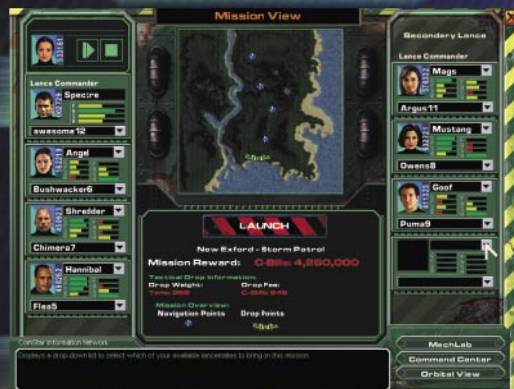 Mission View
Lance Commander
Spectre
awesome12
Angel
Bushwacker6
Shredder
Chimera7
Hannibal
Flea5
LAUNCH
New Exford - Storm Patrol
Mission Reward: C-Bills: 4,250,000
Tactical Drop Information:
Drop Weight: Drop Fee:
Mission Overview:
Navigation Points Drop Points
Secondary Lance
Lance Commander
Mags
Argus11
Mustang
Owens8
Goof
Puma9
MechLab
Command Center
Orbital View
ComStar Information Network
Displays a drop-down list to select which of your available lancemates to bring on this mission.